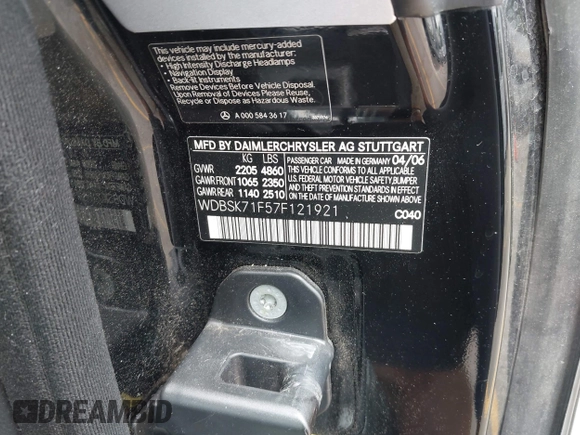 This vehicle may include mercury-added
devices installed by the manufacturer:
• High Intensity Discharge Headlamps
• Navigation Display
• Back-lit Instruments
Remove Devices Before Vehicle Disposal.
Upon Removal of Devices Please Reuse,
Recycle or Dispose as Hazardous Waste.
A 000 584 36 17
MFD BY DAIMLERCHRYSLER AG STUTTGART
KG LBS PASSENGER CAR MADE IN GERMANY 04/06
GVWR 2205 4860 THIS VEHICLE CONFORMS TO ALL APPLICABLE
GAWR FRONT 1065 2350 U.S. FEDERAL MOTOR VEHICLE SAFETY, BUMPER, AND
GAWR REAR 1140 2510 THEFT PREVENTION STANDARDS IN EFFECT ON THE DATE OF MANUFACTURE SHOWN ABOVE.
WDBSK71F57F121921 C040
DREAMBID